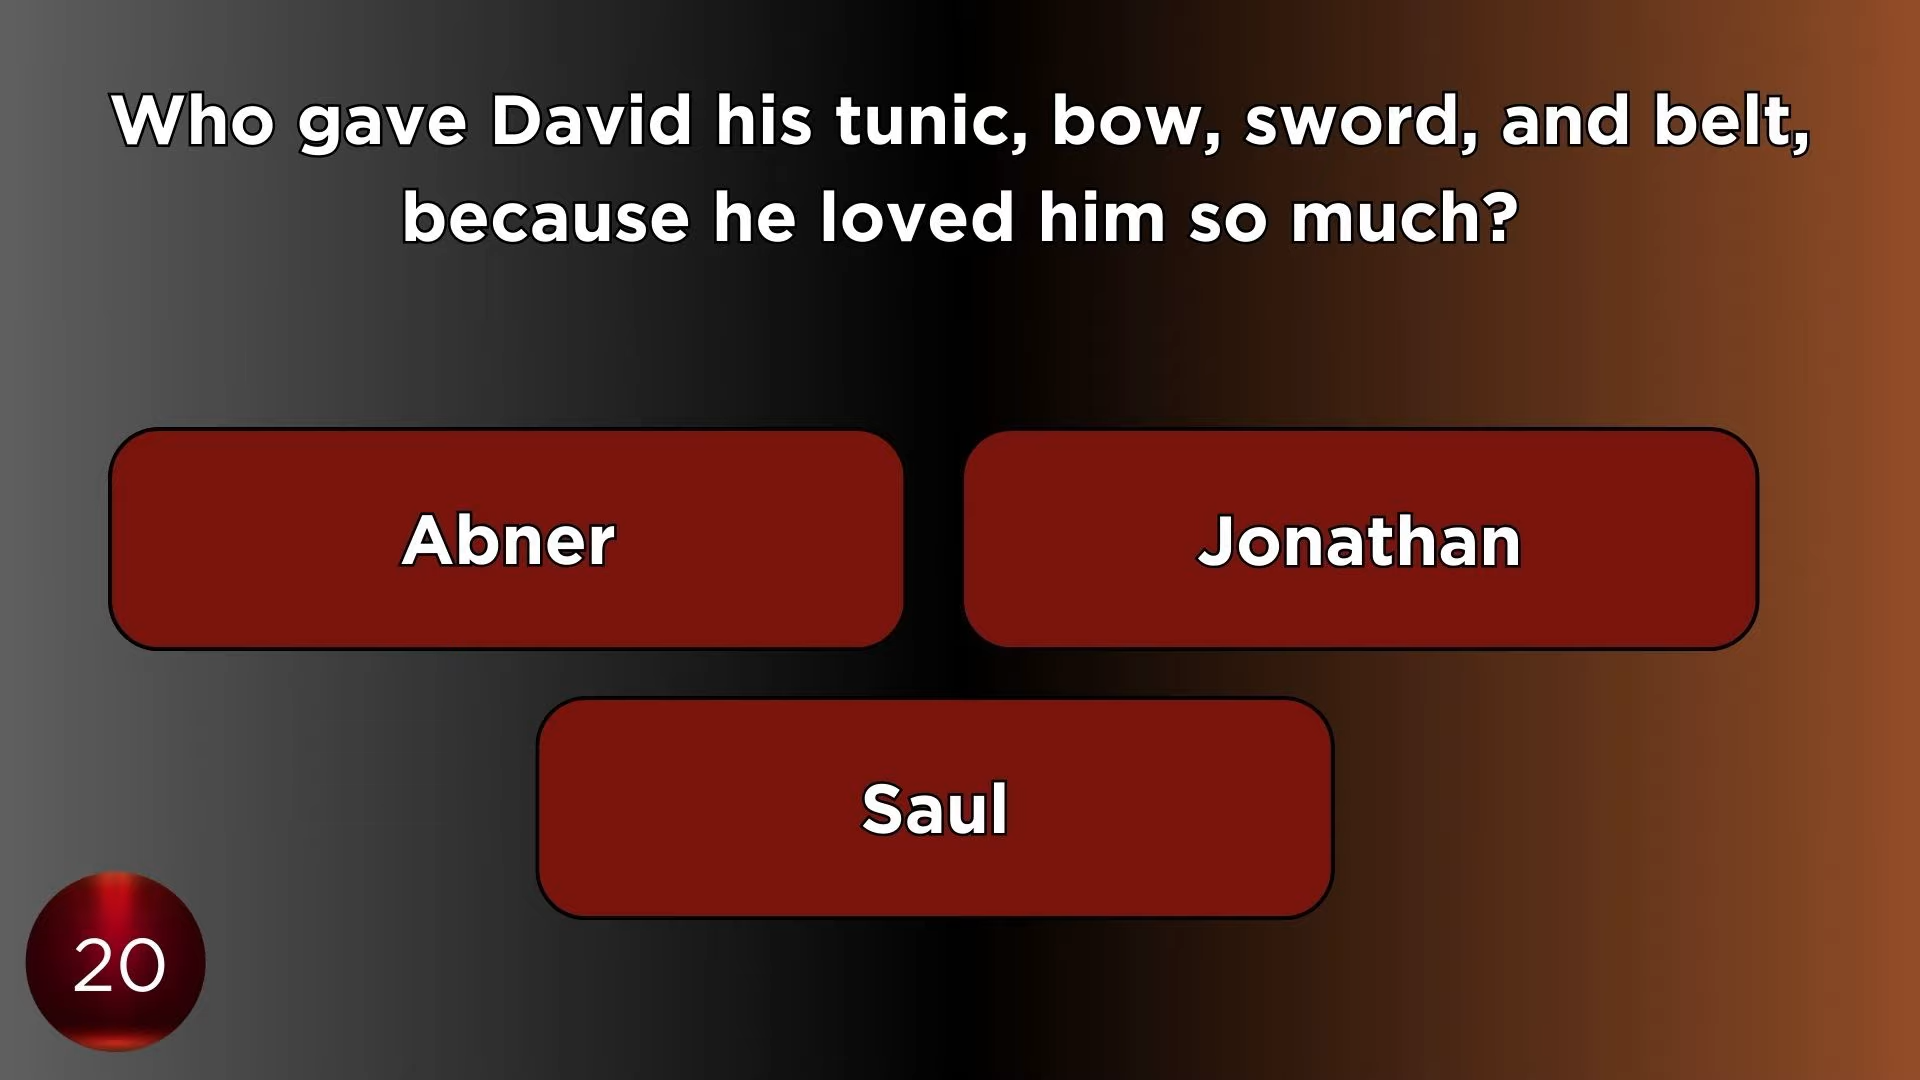 Who gave David his tunic, bow, sword, and belt,
because he loved him so much?
Abner
Jonathan
Saul
20